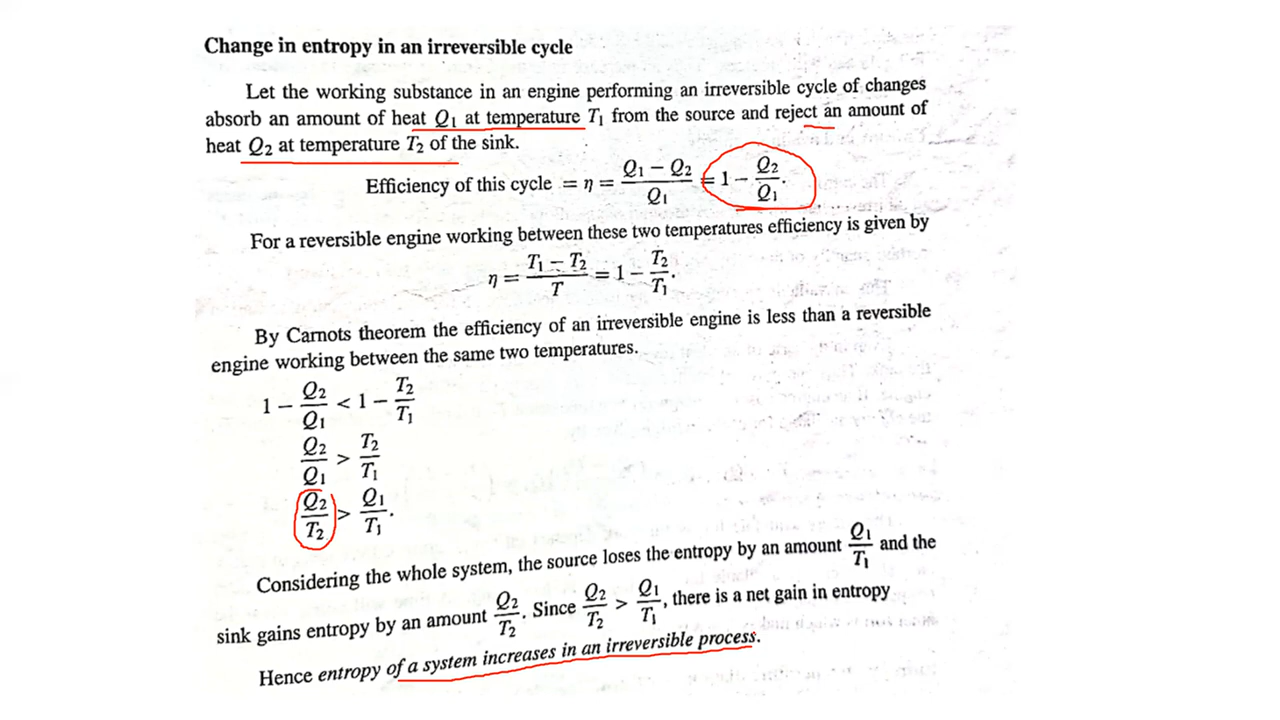 Change in entropy in an irreversible cycle
Let the working substance in an engine performing an irreversible cycle of changes
absorb an amount of heat Q₁ at temperature T₁ from the source and reject an amount of
heat Q₂ at temperature T₂ of the sink.
Efficiency of this cycle = η = (Q₁ − Q₂)/Q₁ = 1 − Q₂/Q₁.
For a reversible engine working between these two temperatures efficiency is given by
η = (T₁ − T₂)/T = 1 − T₂/T₁.
By Carnots theorem the efficiency of an irreversible engine is less than a reversible
engine working between the same two temperatures.
1 − Q₂/Q₁ < 1 − T₂/T₁
Q₂/Q₁ > T₂/T₁
Q₂/T₂ > Q₁/T₁.
Considering the whole system, the source loses the entropy by an amount Q₁/T₁ and the
sink gains entropy by an amount Q₂/T₂. Since Q₂/T₂ > Q₁/T₁, there is a net gain in entropy
Hence entropy of a system increases in an irreversible process.